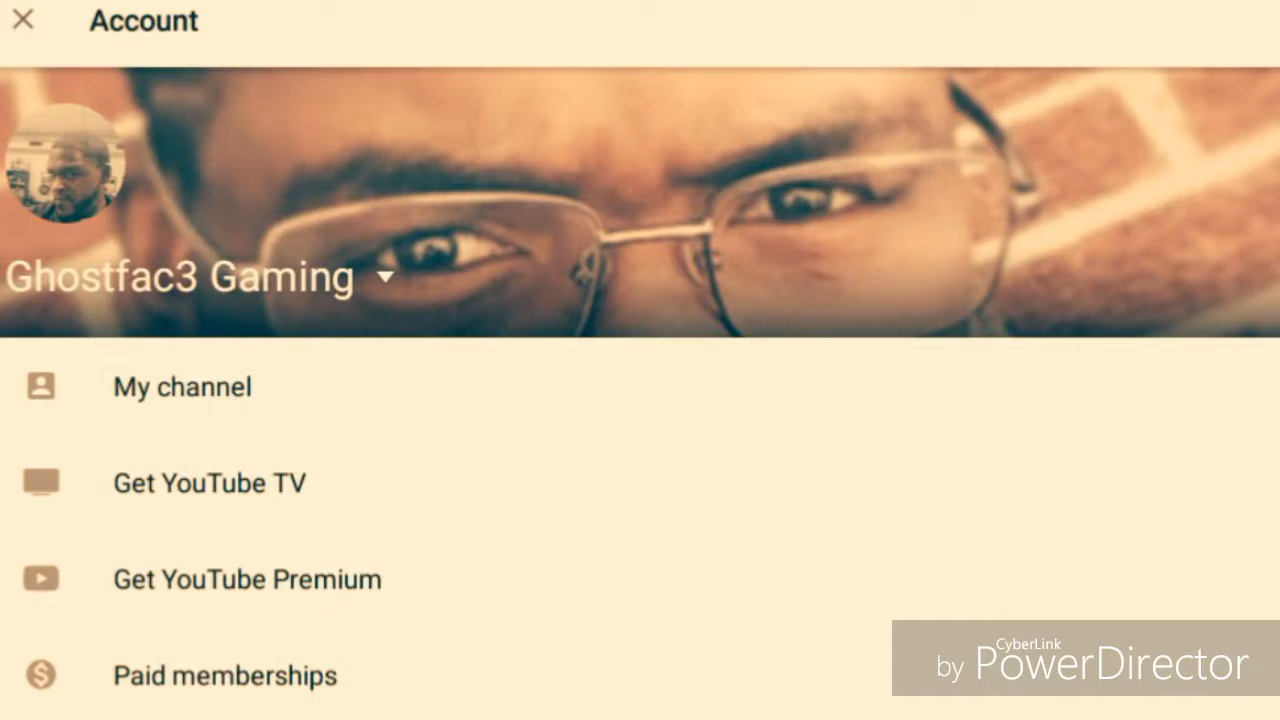 Account
Ghostfac3 Gaming
My channel
Get YouTube TV
Get YouTube Premium
Paid memberships
CyberLink
by PowerDirector